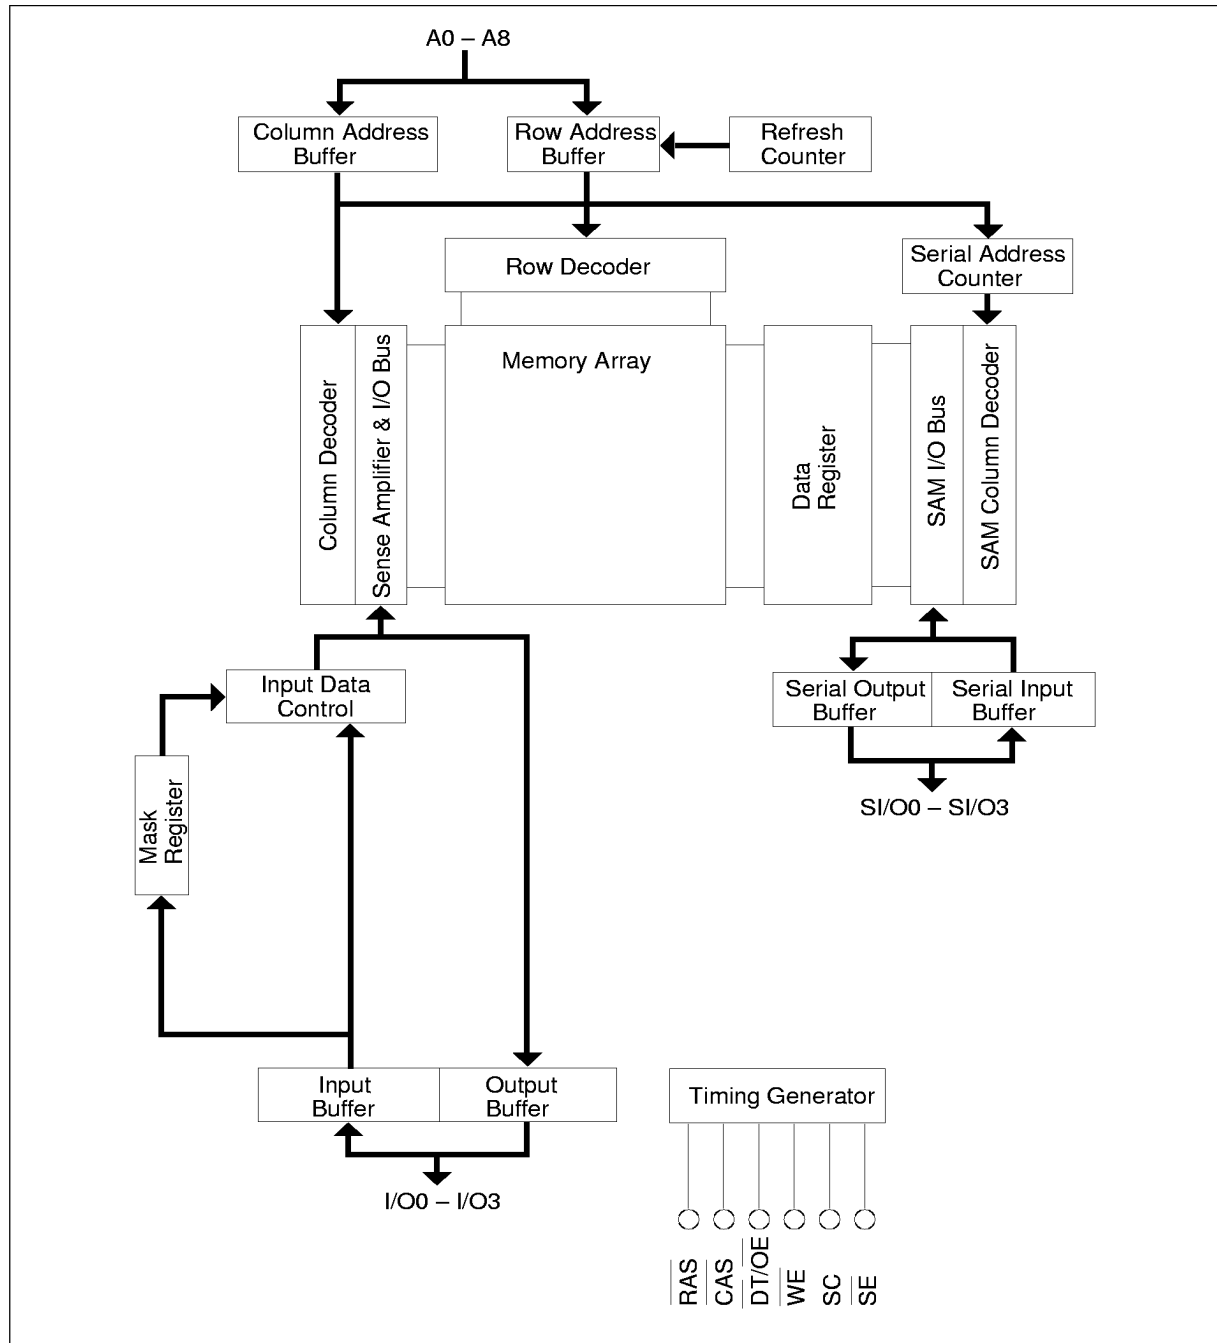 A0 – A8
Column Address
Buffer
Row Address
Buffer
Refresh
Counter
Row Decoder
Serial Address
Counter
Column Decoder
Sense Amplifier & I/O Bus
Memory Array
Data
Register
SAM I/O Bus
SAM Column Decoder
Input Data
Control
Serial Output
Buffer
Serial Input
Buffer
Mask
Register
SI/O0 – SI/O3
Input
Buffer
Output
Buffer
Timing Generator
I/O0 – I/O3
RAS
CAS
DT/OE
WE
SC
SE